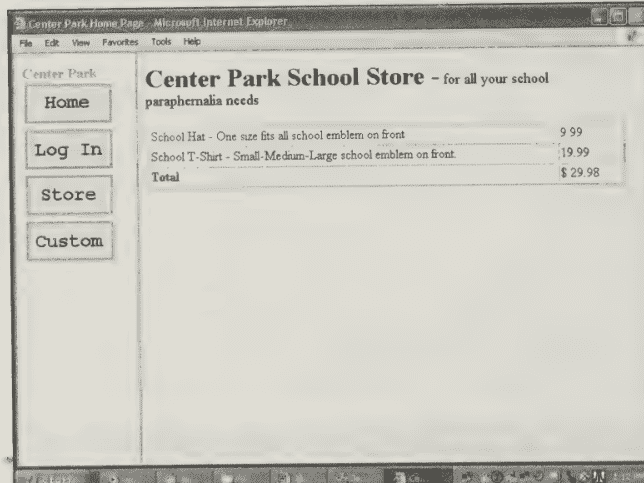 Center Park Home Page - Microsoft Internet Explorer
File Edit View Favorites Tools Help
Center Park
Home
Log In
Store
Custom
Center Park School Store - for all your school
paraphernalia needs
School Hat - One size fits all school emblem on front 9.99
School T-Shirt - Small-Medium-Large school emblem on front 19.99
Total $ 29.98